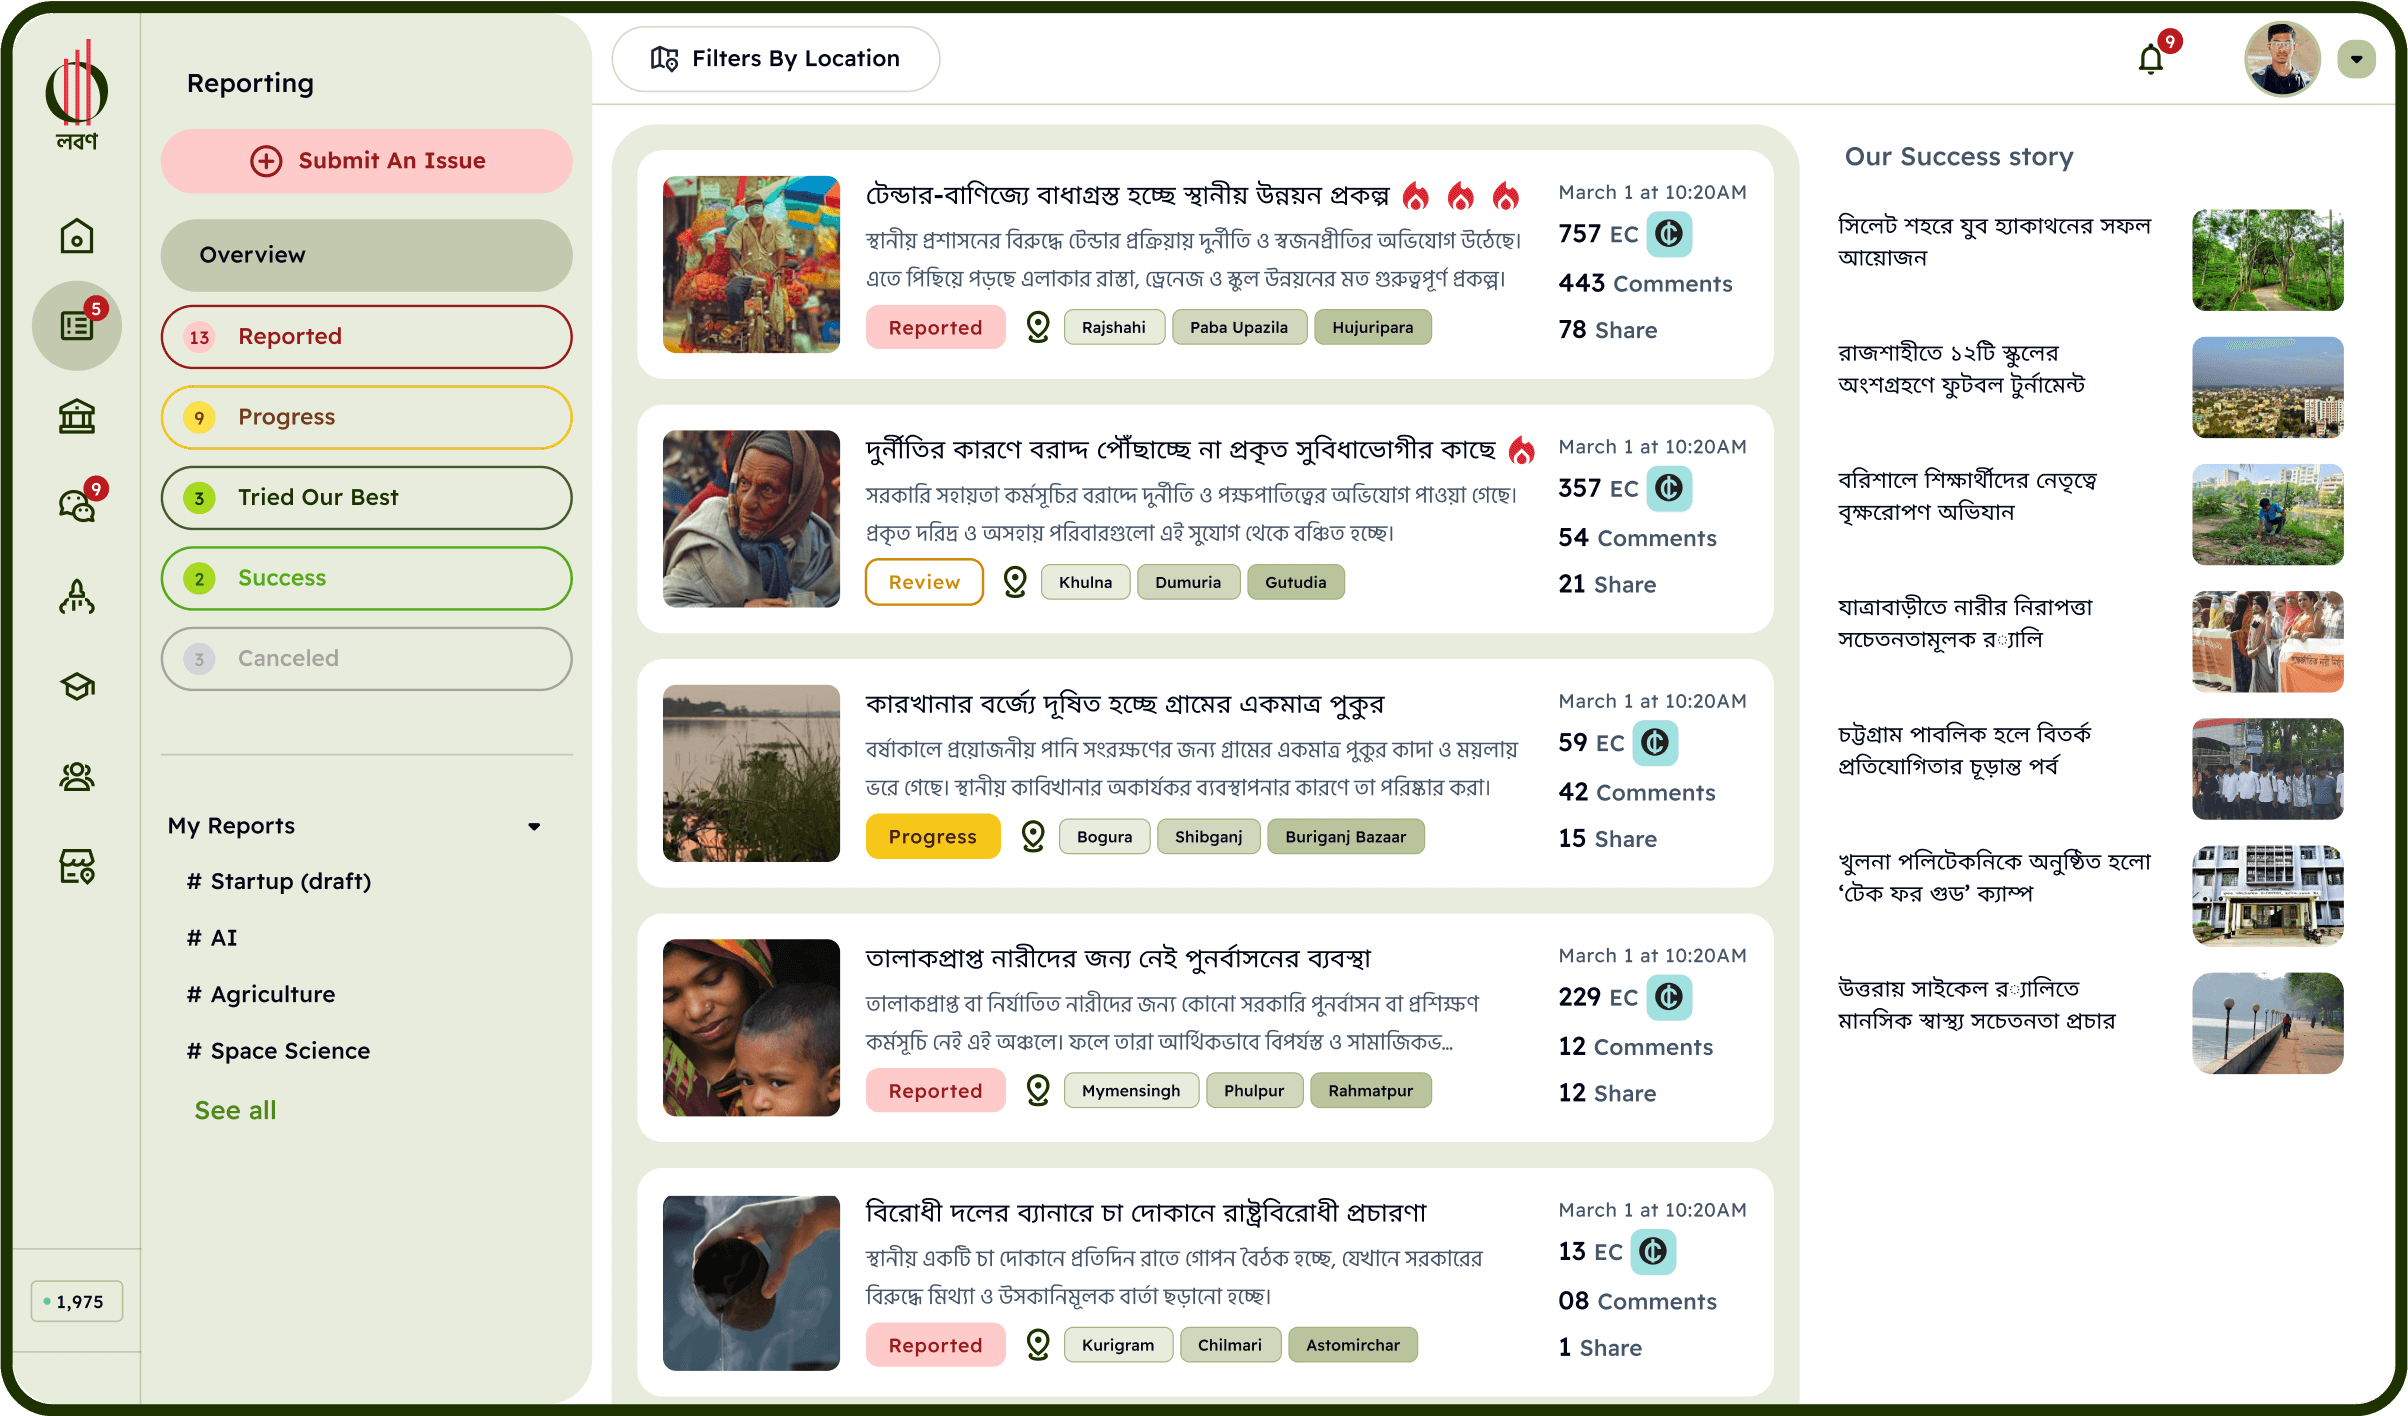 লবণ
5
9
1,975
Reporting
Submit An Issue
Overview
13 Reported
9 Progress
3 Tried Our Best
2 Success
3 Canceled
My Reports
# Startup (draft)
# AI
# Agriculture
# Space Science
See all
Filters By Location
9
টেন্ডার-বাণিজ্যে বাধাগ্রস্ত হচ্ছে স্থানীয় উন্নয়ন প্রকল্প
স্থানীয় প্রশাসনের বিরুদ্ধে টেন্ডার প্রক্রিয়ায় দুর্নীতি ও স্বজনপ্রীতির অভিযোগ উঠেছে।
এতে পিছিয়ে পড়ছে এলাকার রাস্তা, ড্রেনেজ ও স্কুল উন্নয়নের মত গুরুত্বপূর্ণ প্রকল্প।
Reported Rajshahi Paba Upazila Hujuripara
March 1 at 10:20AM
757 EC
443 Comments
78 Share
দুর্নীতির কারণে বরাদ্দ পৌঁছাচ্ছে না প্রকৃত সুবিধাভোগীর কাছে
সরকারি সহায়তা কর্মসূচির বরাদ্দে দুর্নীতি ও পক্ষপাতিত্বের অভিযোগ পাওয়া গেছে।
প্রকৃত দরিদ্র ও অসহায় পরিবারগুলো এই সুযোগ থেকে বঞ্চিত হচ্ছে।
Review Khulna Dumuria Gutudia
March 1 at 10:20AM
357 EC
54 Comments
21 Share
কারখানার বর্জ্যে দূষিত হচ্ছে গ্রামের একমাত্র পুকুর
বর্ষাকালে প্রয়োজনীয় পানি সংরক্ষণের জন্য গ্রামের একমাত্র পুকুর কাদা ও ময়লায়
ভরে গেছে। স্থানীয় কাবিখানার অকার্যকর ব্যবস্থাপনার কারণে তা পরিষ্কার করা।
Progress Bogura Shibganj Buriganj Bazaar
March 1 at 10:20AM
59 EC
42 Comments
15 Share
তালাকপ্রাপ্ত নারীদের জন্য নেই পুনর্বাসনের ব্যবস্থা
তালাকপ্রাপ্ত বা নির্যাতিত নারীদের জন্য কোনো সরকারি পুনর্বাসন বা প্রশিক্ষণ
কর্মসূচি নেই এই অঞ্চলে। ফলে তারা আর্থিকভাবে বিপর্যস্ত ও সামাজিকভ...
Reported Mymensingh Phulpur Rahmatpur
March 1 at 10:20AM
229 EC
12 Comments
12 Share
বিরোধী দলের ব্যানারে চা দোকানে রাষ্ট্রবিরোধী প্রচারণা
স্থানীয় একটি চা দোকানে প্রতিদিন রাতে গোপন বৈঠক হচ্ছে, যেখানে সরকারের
বিরুদ্ধে মিথ্যা ও উসকানিমূলক বার্তা ছড়ানো হচ্ছে।
Reported Kurigram Chilmari Astomirchar
March 1 at 10:20AM
13 EC
08 Comments
1 Share
Our Success story
সিলেট শহরে যুব হ্যাকাথনের সফল
আয়োজন
রাজশাহীতে ১২টি স্কুলের
অংশগ্রহণে ফুটবল টুর্নামেন্ট
বরিশালে শিক্ষার্থীদের নেতৃত্বে
বৃক্ষরোপণ অভিযান
যাত্রাবাড়ীতে নারীর নিরাপত্তা
সচেতনতামূলক র‍্যালি
চট্টগ্রাম পাবলিক হলে বিতর্ক
প্রতিযোগিতার চূড়ান্ত পর্ব
খুলনা পলিটেকনিকে অনুষ্ঠিত হলো
‘টেক ফর গুড’ ক্যাম্প
উত্তরায় সাইকেল র‍্যালিতে
মানসিক স্বাস্থ্য সচেতনতা প্রচার